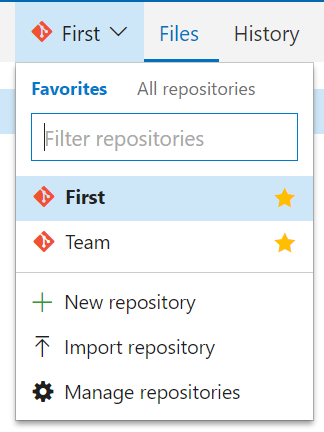 First Files History
Favorites All repositories
Filter repositories
First
Team
New repository
Import repository
Manage repositories